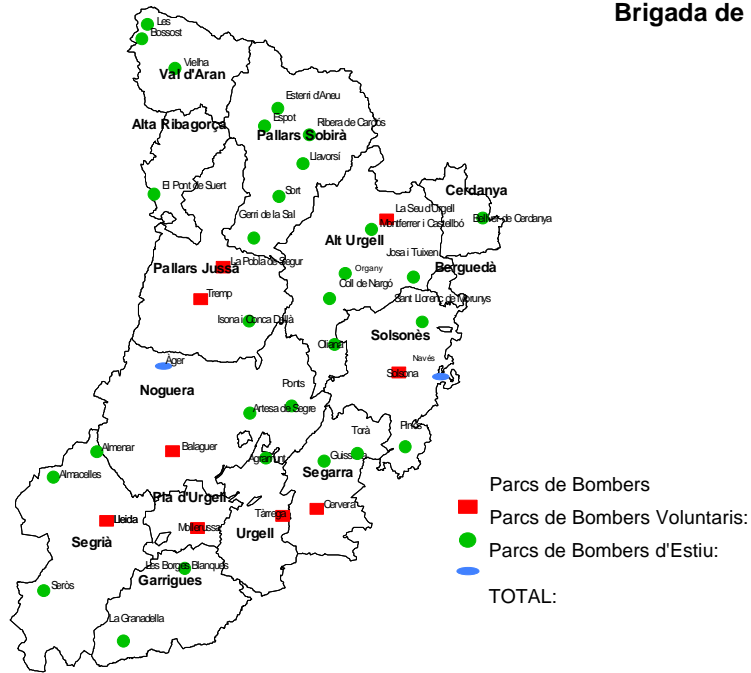 Brigada de
Les
Bossost
Vielha
Val d'Aran
Esterri d'Aneu
Espot
Alta Ribagorça
Ribera de Cardós
Pallars Sobirà
Llavorsí
El Pont de Suert
Sort
Cerdanya
La Seu d'Urgell
Gerri de la Sal
Montferrer i Castellbó
Bellver de Cerdanya
Alt Urgell
Josa i Tuixen
La Pobla de Segur
Pallars Jussà
Organy
Berguedà
Coll de Nargó
Tremp
Sant Llorenç de Morunys
Isona i Conca Dellà
Solsonès
Oliana
Àger
Navés
Solsona
Noguera
Ponts
Artesa de Segre
Torà
Pinós
Almenar
Balaguer
Agramunt
Guissona
Almacelles
Segarra
Parcs de Bombers
Pla d'Urgell
Cervera
Tàrrega
Parcs de Bombers Voluntaris:
Lleida
Mollerussa
Urgell
Segrià
Parcs de Bombers d'Estiu:
Les Borges Blanques
Garrigues
Seròs
TOTAL:
La Granadella